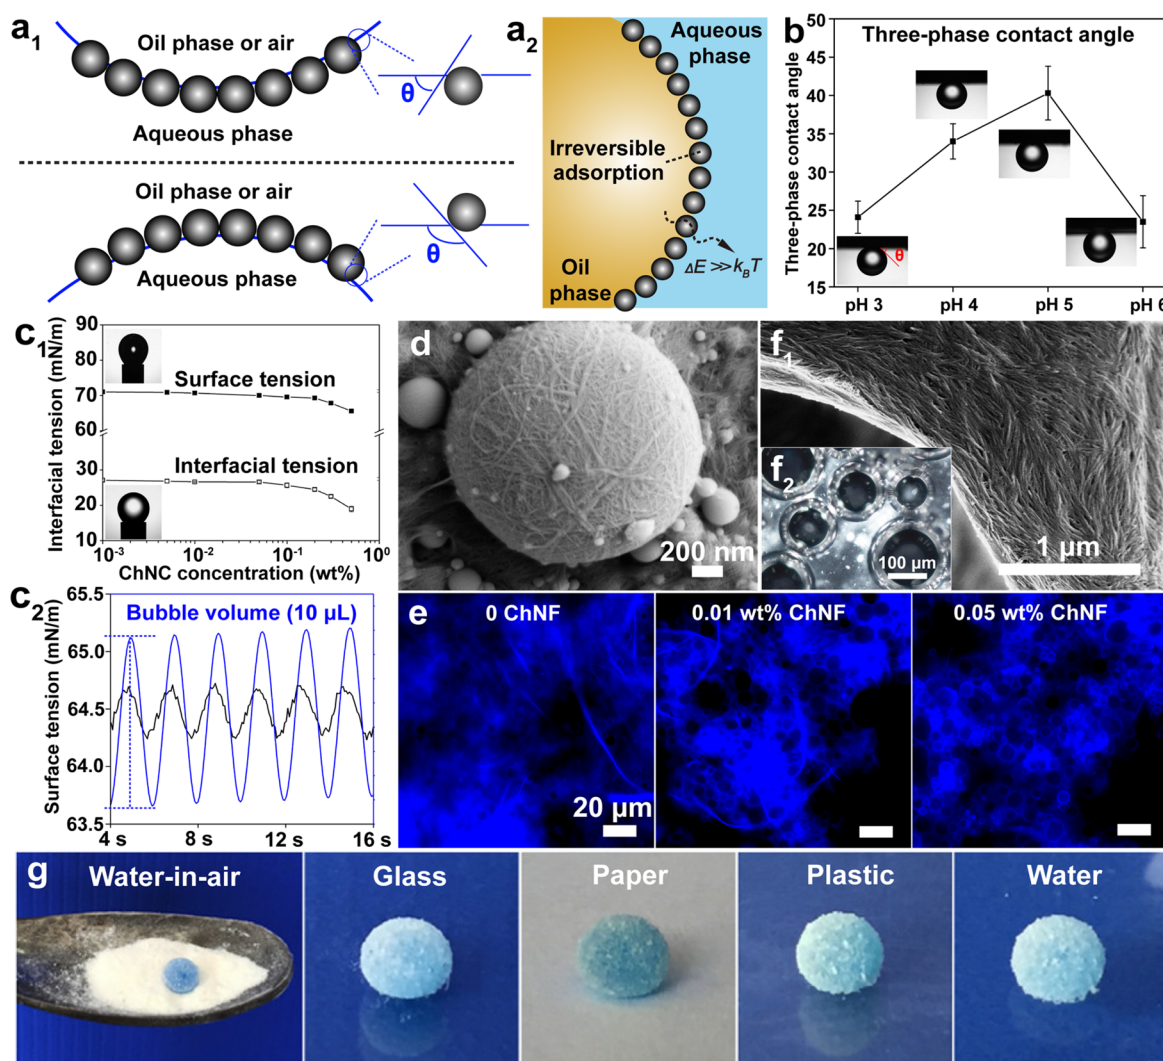 a1
Oil phase or air
θ
Aqueous phase
Oil phase or air
θ
Aqueous phase
a2
Aqueous
phase
Irreversible
adsorption
Oil
phase
ΔE >>kBT
b
Three-phase contact angle
Three-phase contact angle
50
45
40
35
30
25
20
15
θ
pH 3
pH 4
pH 5
pH 6
c1
Interfacial tension (mN/m)
90
80
70
60
40
30
20
10
Surface tension
Interfacial tension
10⁻³
10⁻²
10⁻¹
10⁰
ChNC concentration (wt%)
c2
Surface tension (mN/m)
65.5
65.0
64.5
64.0
63.5
Bubble volume (10 µL)
4 s
8 s
12 s
16 s
d
200 nm
f1
f2
100 µm
1 µm
e
0 ChNF
0.01 wt% ChNF
0.05 wt% ChNF
20 µm
g
Water-in-air
Glass
Paper
Plastic
Water